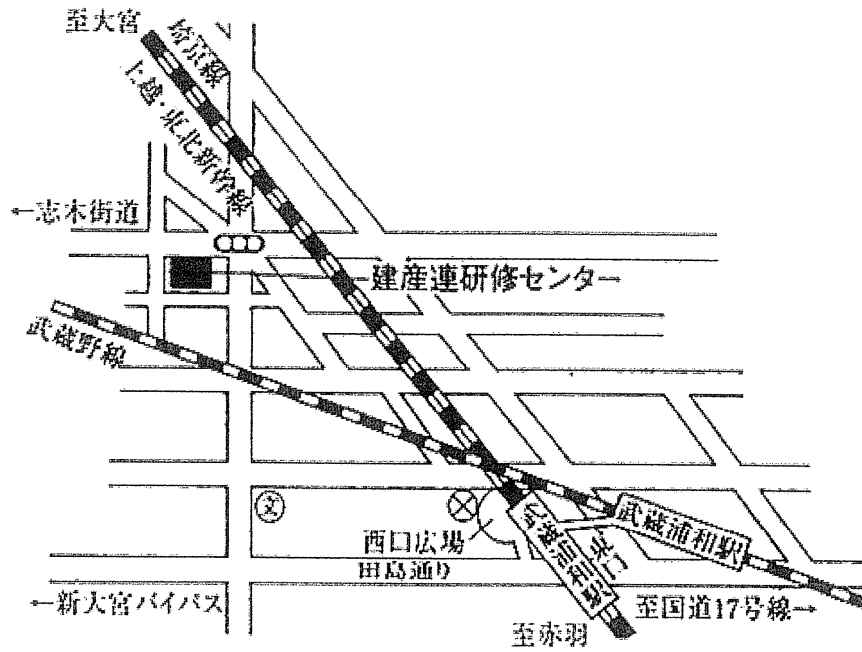 至大宮
埼京線
上越・東北新幹線
←志木街道
建産連研修センター
武蔵野線
文
西口広場
田島通り
武蔵浦和駅
東口
武蔵浦和駅
←新大宮バイパス
至国道17号線→
至赤羽